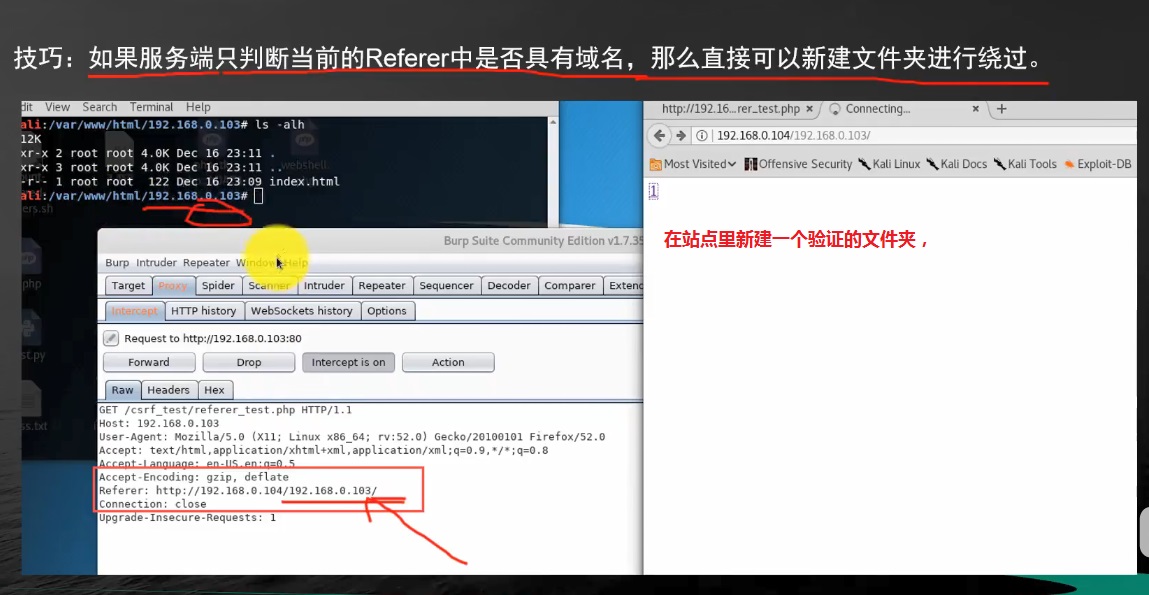 技巧：如果服务端只判断当前的Referer中是否具有域名，那么直接可以新建文件夹进行绕过。
dit View Search Terminal Help
ali:/var/www/html/192.168.0.103# ls -alh
12K
xr-x 2 root root 4.0K Dec 16 23:11 .
xr-x 3 root root 4.0K Dec 16 23:11 ..
-r-- 1 root root 122 Dec 16 23:09 index.html
ali:/var/www/html/192.168.0.103#
http://192.16...rer_test.php × Connecting... × +
192.168.0.104/192.168.0.103/
Most Visited Offensive Security Kali Linux Kali Docs Kali Tools Exploit-DB
1
在站点里新建一个验证的文件夹，
Burp Suite Community Edition v1.7.35
Burp Intruder Repeater Window Help
Target Proxy Spider Scanner Intruder Repeater Sequencer Decoder Comparer Extend
Intercept HTTP history WebSockets history Options
Request to http://192.168.0.103:80
Forward Drop Intercept is on Action
Raw Headers Hex
GET /csrf_test/referer_test.php HTTP/1.1
Host: 192.168.0.103
User-Agent: Mozilla/5.0 (X11; Linux x86_64; rv:52.0) Gecko/20100101 Firefox/52.0
Accept: text/html,application/xhtml+xml,application/xml;q=0.9,*/*;q=0.8
Accept-Language: en-US,en;q=0.5
Accept-Encoding: gzip, deflate
Referer: http://192.168.0.104/192.168.0.103/
Connection: close
Upgrade-Insecure-Requests: 1